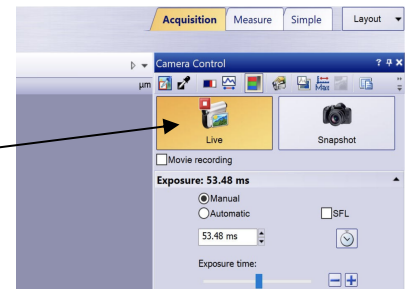 Acquisition Measure Simple Layout
Camera Control ?
µm Max
Live Snapshot
Movie recording
Exposure: 53.48 ms
Manual
Automatic SFL
53.48 ms
Exposure time: